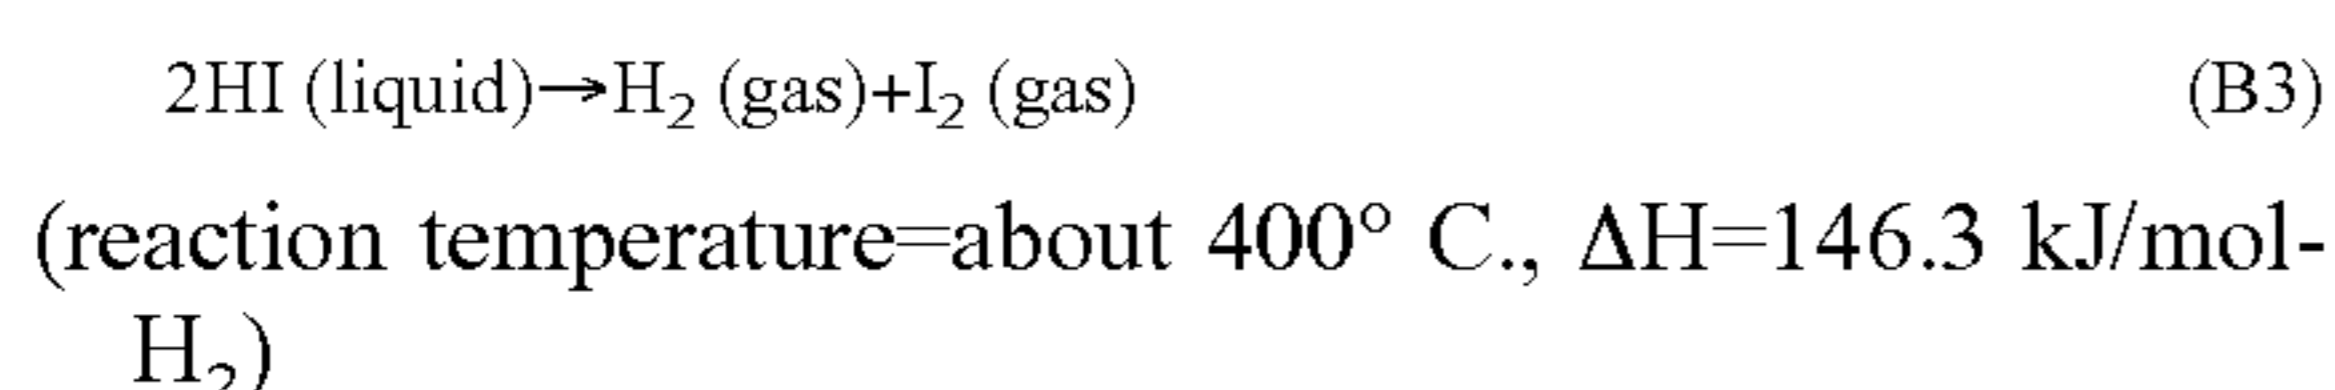 2HI (liquid)→H₂ (gas)+I₂ (gas) (B3)
(reaction temperature=about 400° C., ΔH=146.3 kJ/mol-
H₂)